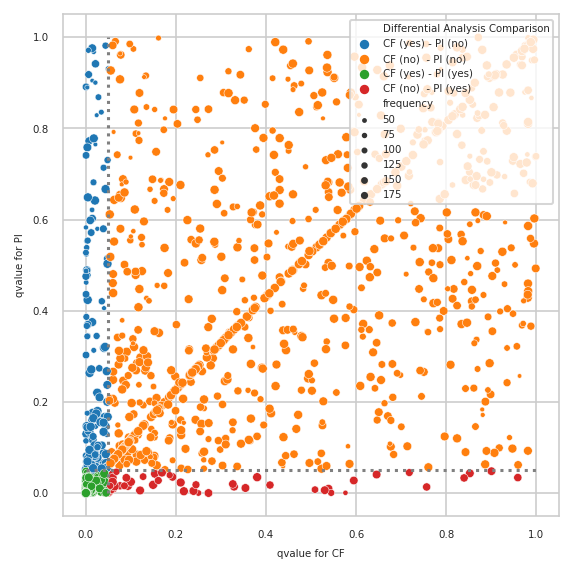 Differential Analysis Comparison
CF (yes) - PI (no)
CF (no)  - PI (no)
CF (yes) - PI (yes)
CF (no)  - PI (yes)
frequency
50
75
100
125
150
175
1.0
0.8
0.6
0.4
0.2
0.0
qvalue for PI
0.0 0.2 0.4 0.6 0.8 1.0
qvalue for CF